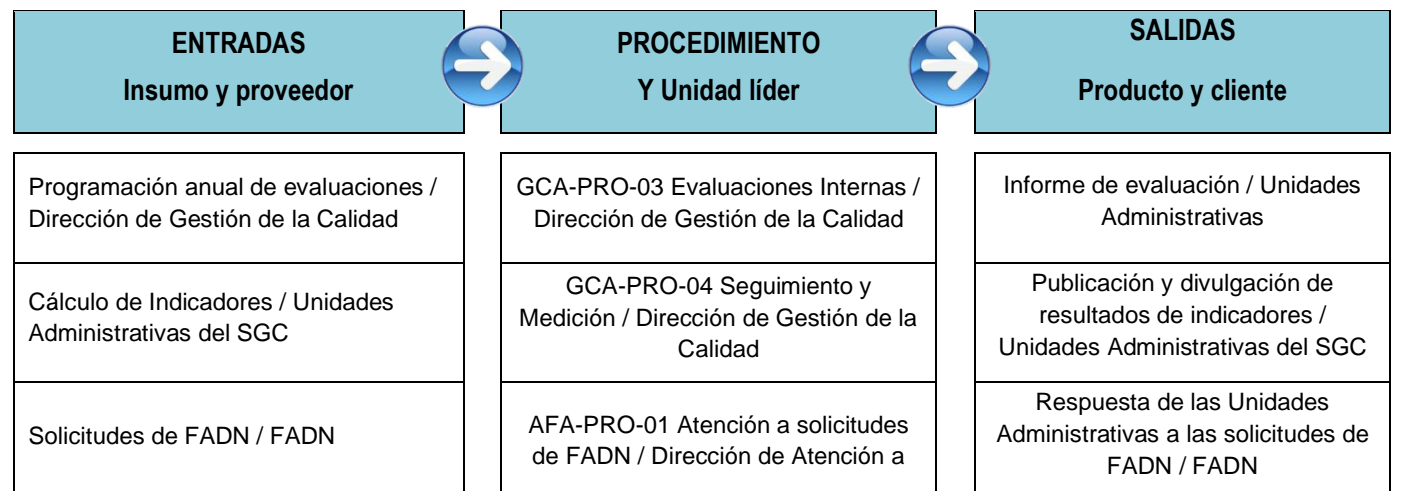 ENTRADAS
Insumo y proveedor
PROCEDIMIENTO
Y Unidad líder
SALIDAS
Producto y cliente
Programación anual de evaluaciones /
Dirección de Gestión de la Calidad
GCA-PRO-03 Evaluaciones Internas /
Dirección de Gestión de la Calidad
Informe de evaluación / Unidades
Administrativas
Cálculo de Indicadores / Unidades
Administrativas del SGC
GCA-PRO-04 Seguimiento y
Medición / Dirección de Gestión de la
Calidad
Publicación y divulgación de
resultados de indicadores /
Unidades Administrativas del SGC
Solicitudes de FADN / FADN
AFA-PRO-01 Atención a solicitudes
de FADN / Dirección de Atención a
Respuesta de las Unidades
Administrativas a las solicitudes de
FADN / FADN